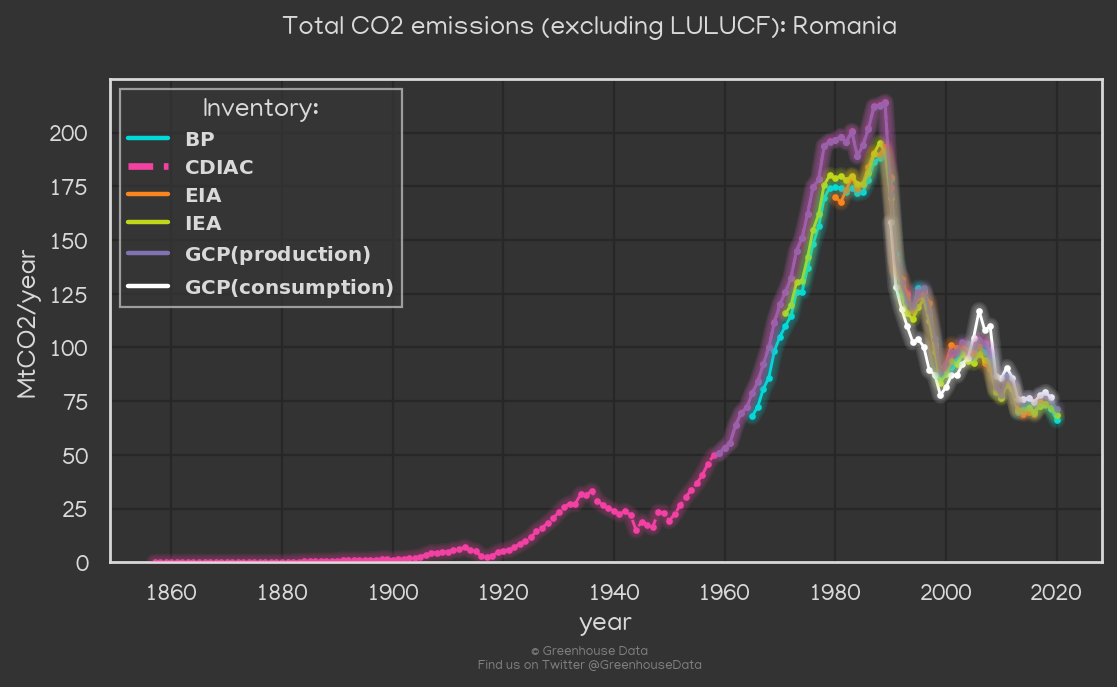 Total CO2 emissions (excluding LULUCF): Romania
Inventory:
BP
CDIAC
EIA
IEA
GCP(production)
GCP(consumption)
MtCO2/year
200
175
150
125
100
75
50
25
0
1860 1880 1900 1920 1940 1960 1980 2000 2020
year
© Greenhouse Data
Find us on Twitter @GreenhouseData